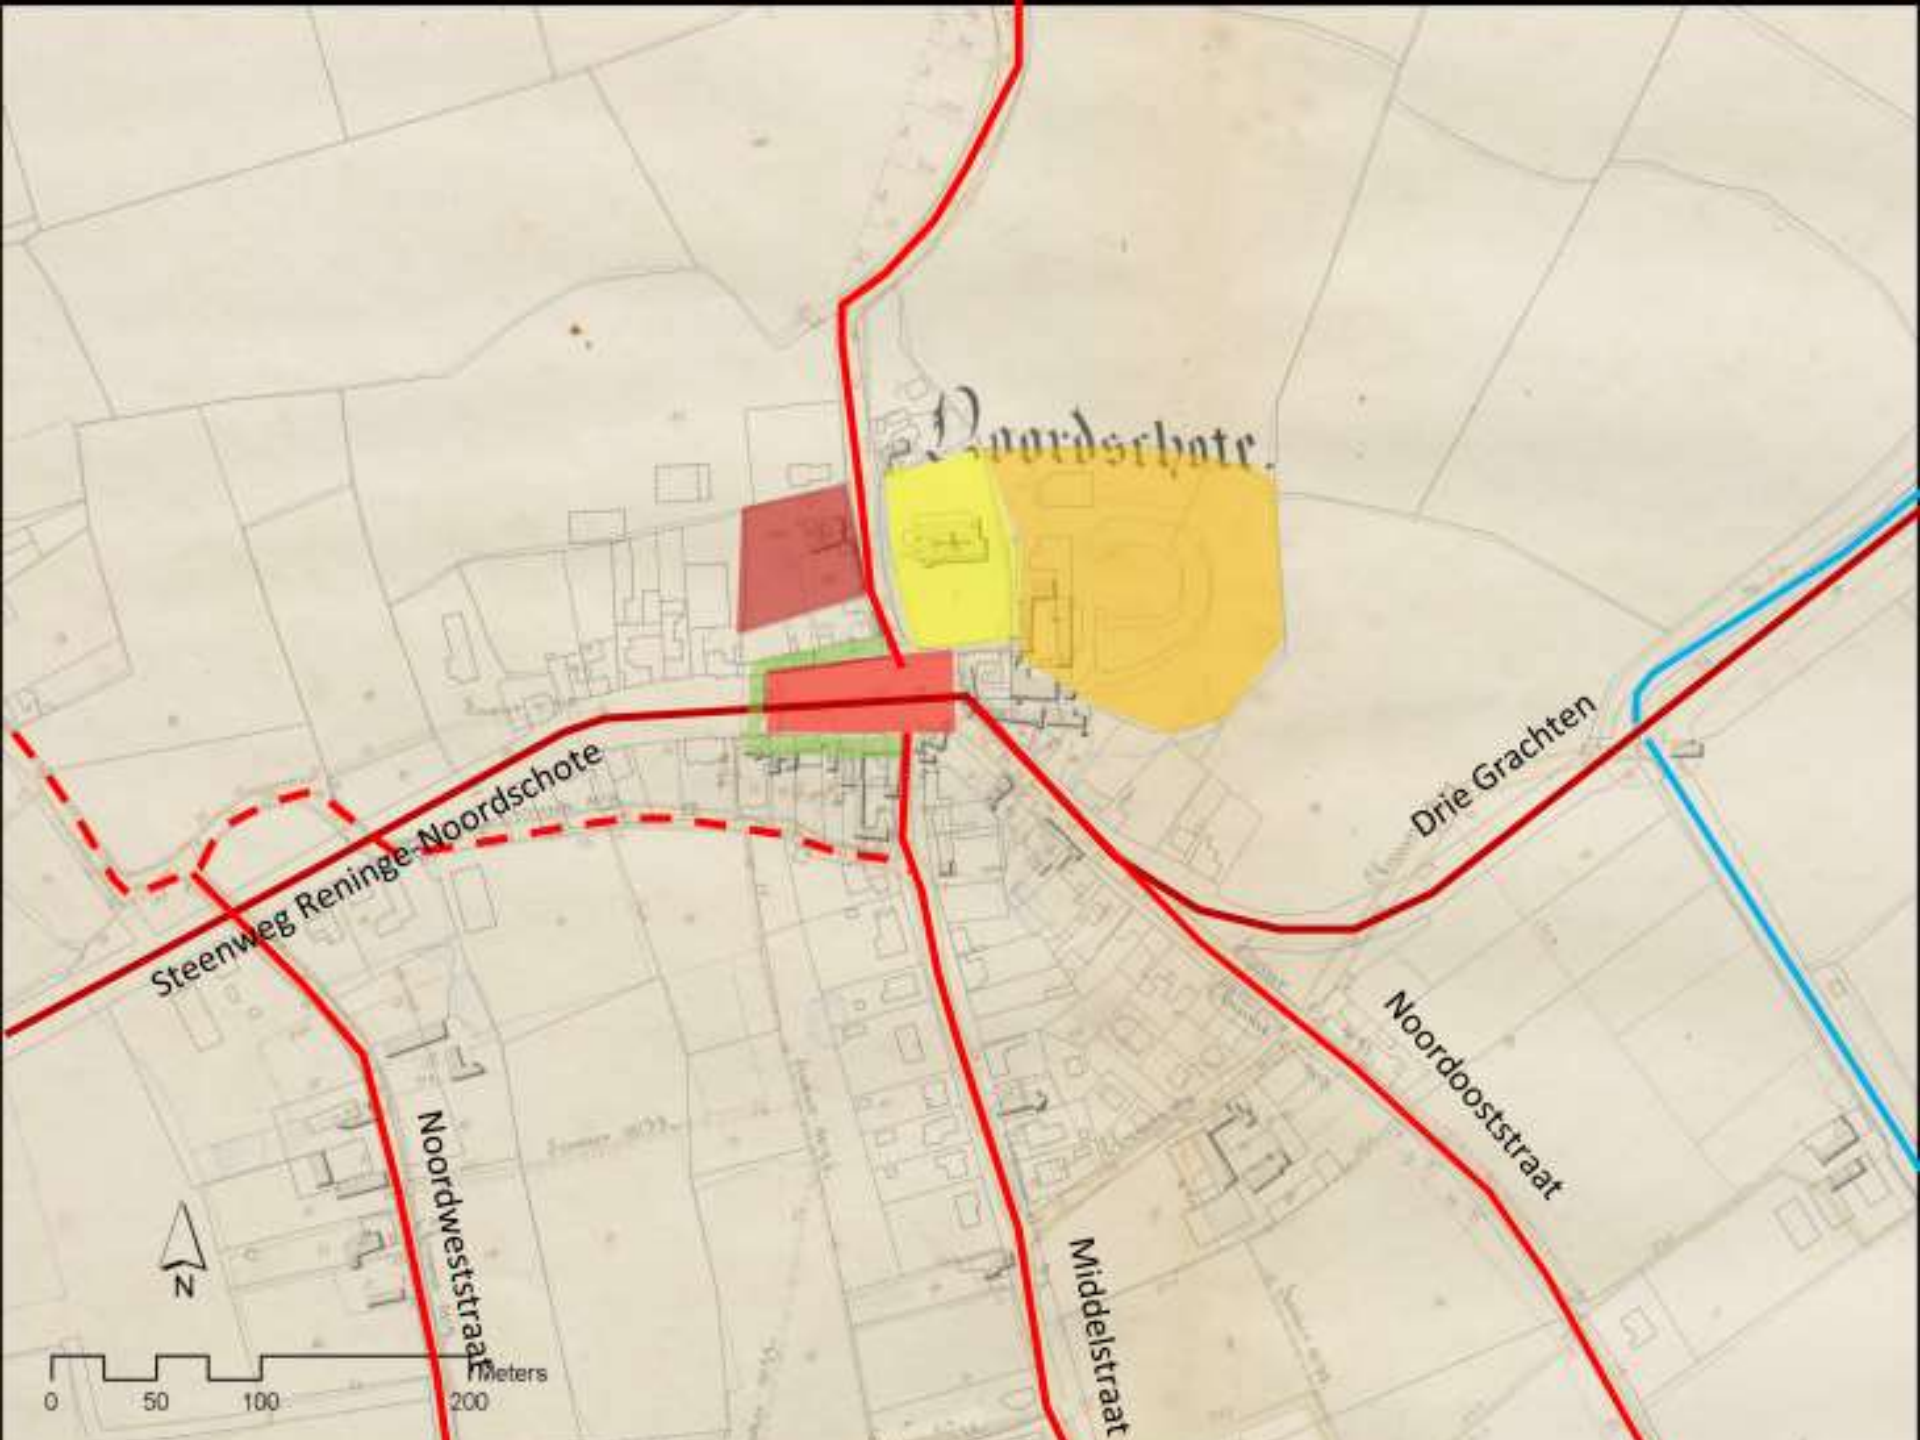 Noordschote.
Drie Grachten
Steenweg Reninge-Noordschote
Noordooststraat
Noordweststraat
Middelstraat
N
Meters
0 50 100 200